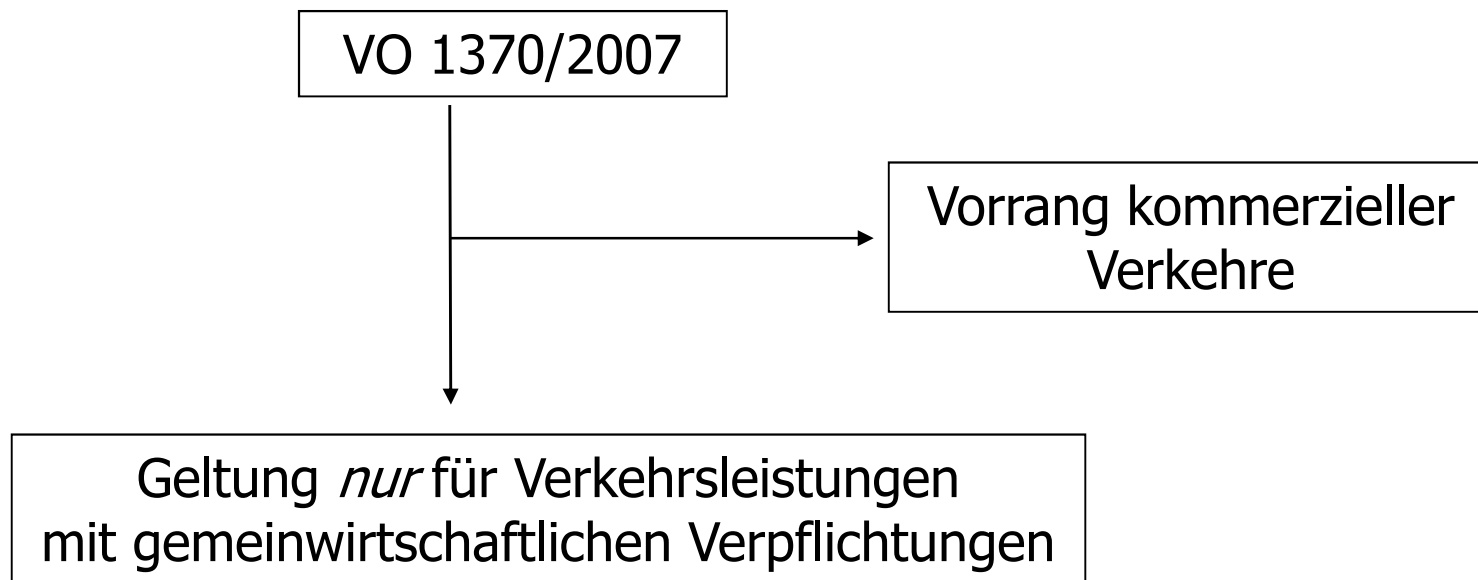 VO 1370/2007
Vorrang kommerzieller
Verkehre
Geltung nur für Verkehrsleistungen
mit gemeinwirtschaftlichen Verpflichtungen